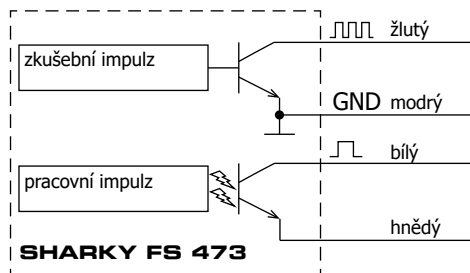 žlutý
zkušební impulz
GND modrý
bílý
pracovní impulz
hnědý
SHARKY FS 473